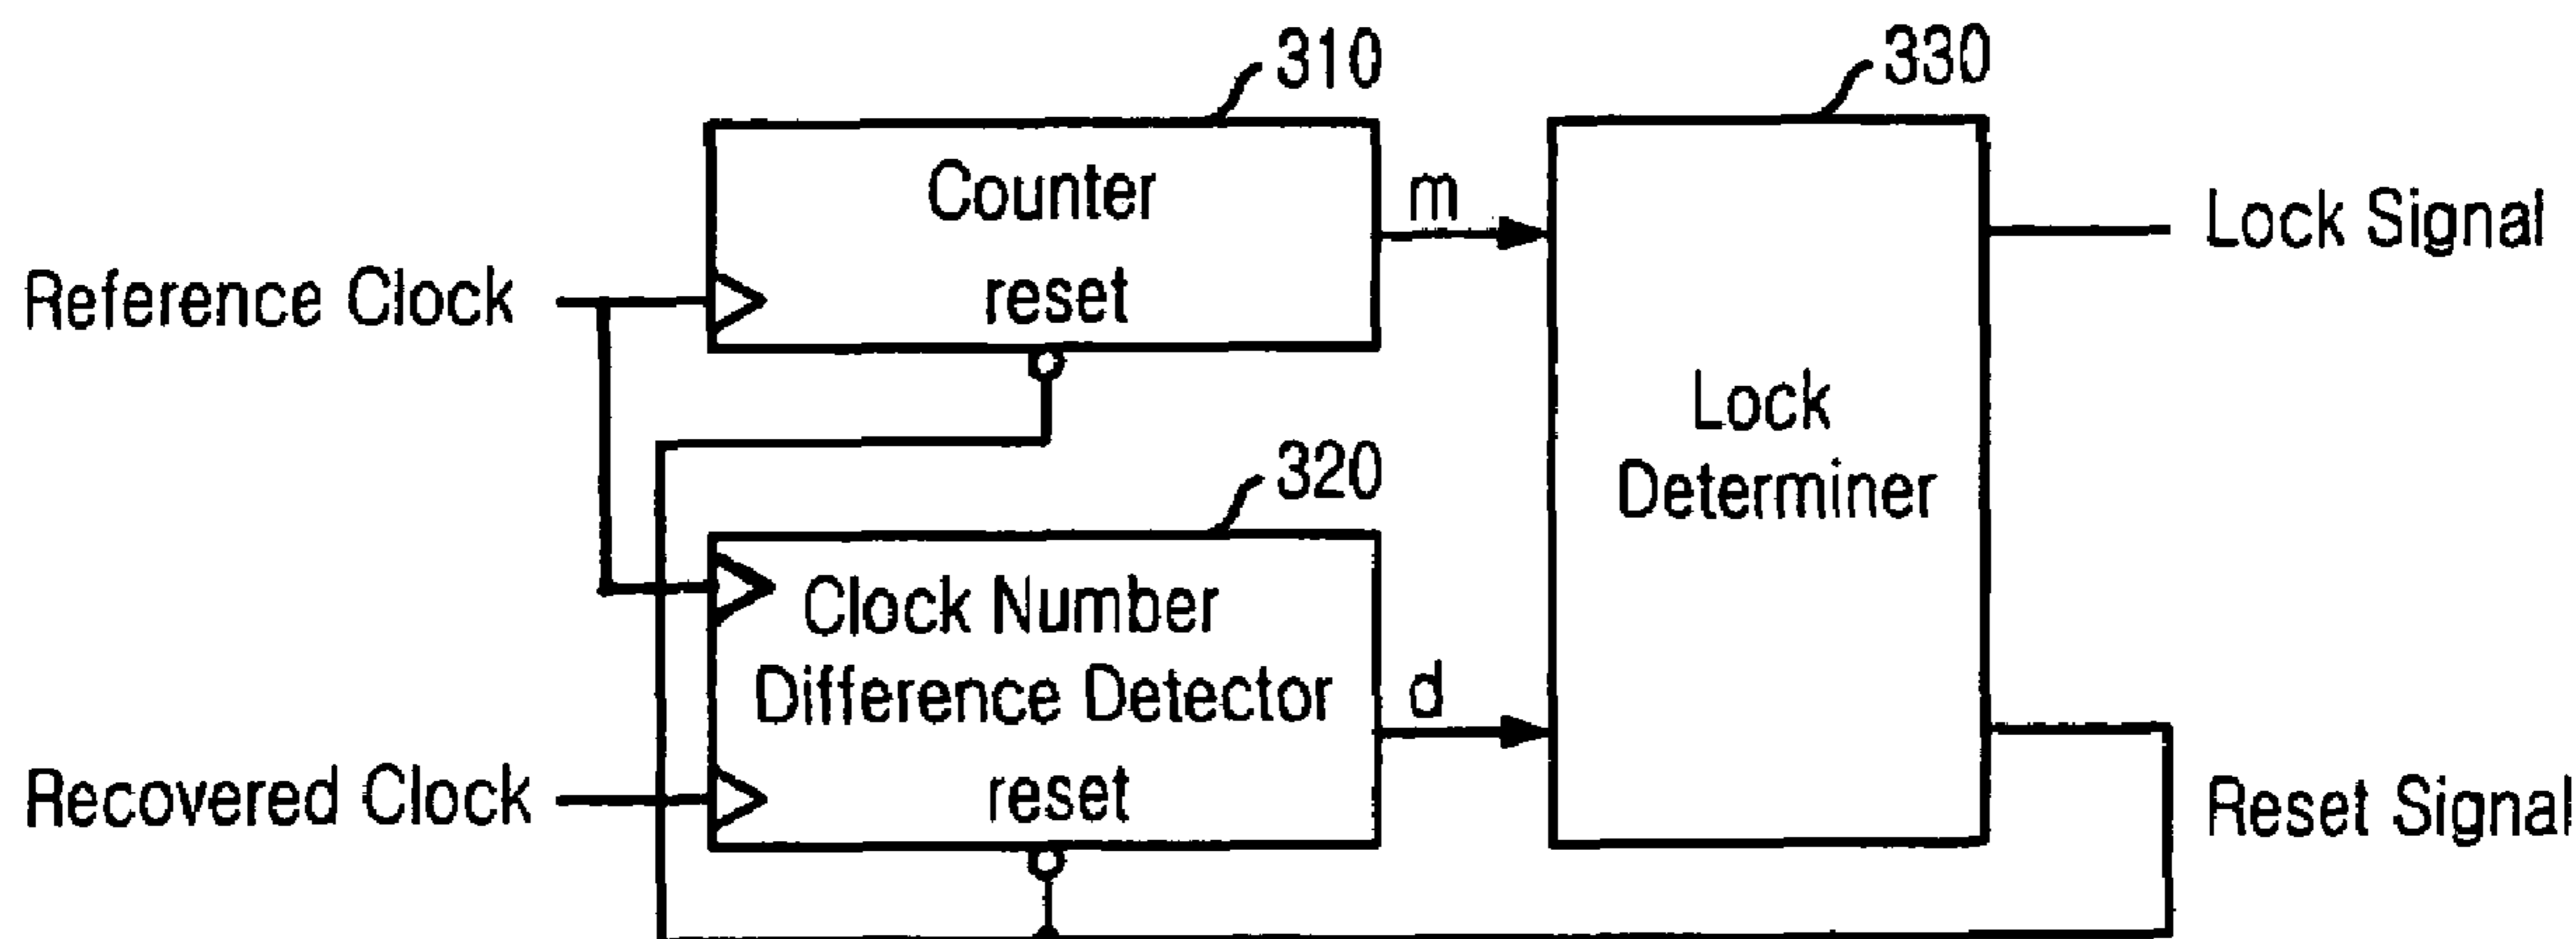 310
Counter
reset
m
330
Lock Signal
Reference Clock
Lock
Determiner
320
Clock Number
Difference Detector
reset
d
Recovered Clock
Reset Signal